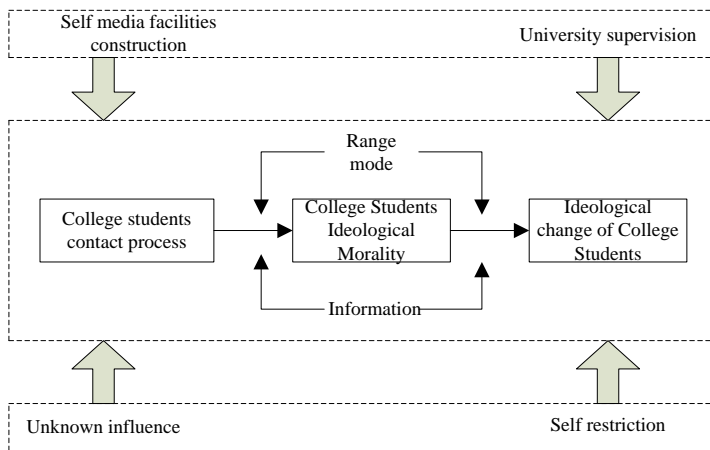 Self media facilities
construction
University supervision
Range
mode
College students
contact process
College Students
Ideological
Morality
Ideological
change of College
Students
Information
Unknown influence
Self restriction